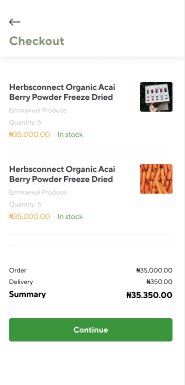 Checkout
Herbsconnect Organic Acai
Berry Powder Freeze Dried
Emmanuel Produce
Quantity: 5
₦35,000.00 · In stock
Herbsconnect Organic Acai
Berry Powder Freeze Dried
Emmanuel Produce
Quantity: 5
₦35,000.00 · In stock
Order ₦35,000.00
Delivery ₦350.00
Summary ₦35.350.00
Continue